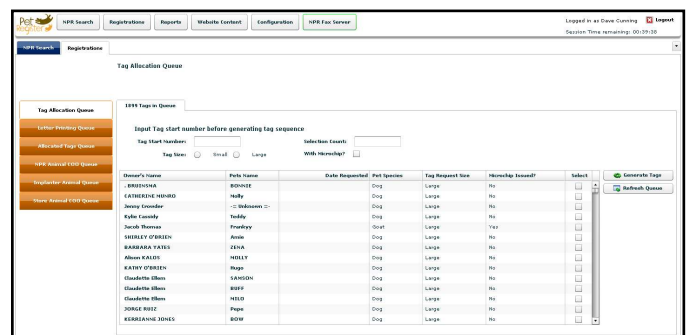 Pet Register
NPR Search Registrations Reports Website Content Configuration NPR Fax Server
Logged in as Dave Cunning Logout
Session Time remaining: 00:39:38
NPR Search Registrations
Tag Allocation Queue
Tag Allocation Queue
Letter Printing Queue
Allocated Tags Queue
NPR Animal COO Queue
Implanter Animal Queue
Store Animal COO Queue
1899 Tags in Queue
Input Tag start number before generating tag sequence
Tag Start Number: Selection Count:
Tag Size: Small Large With Microchip?
Owner's Name Pets Name Date Requested Pet Species Tag Request Size Microchip Issued? Select
. BRUENSMA BONNIE Dog Large No
CATHERINE MUNRO Molly Dog Large No
Jenny Croeder -:: Unknown ::- Dog Large No
Kylie Cassidy Teddy Dog Large No
Jacob Thomas Frankyy Goat Large Yes
SHIRLEY O'BRIEN Amie Dog Large No
BARBARA YATES ZENA Dog Large No
Alison KALOS MOLLY Dog Large No
KATHY O'BRIEN Hugo Dog Large No
Claudette Ellem SAMSON Dog Large No
Claudette Ellem BUFF Dog Large No
Claudette Ellem MILO Dog Large No
JORGE RUIZ Pepe Dog Large No
KERRIANNE JONES BOW Dog Large No
Generate Tags
Refresh Queue